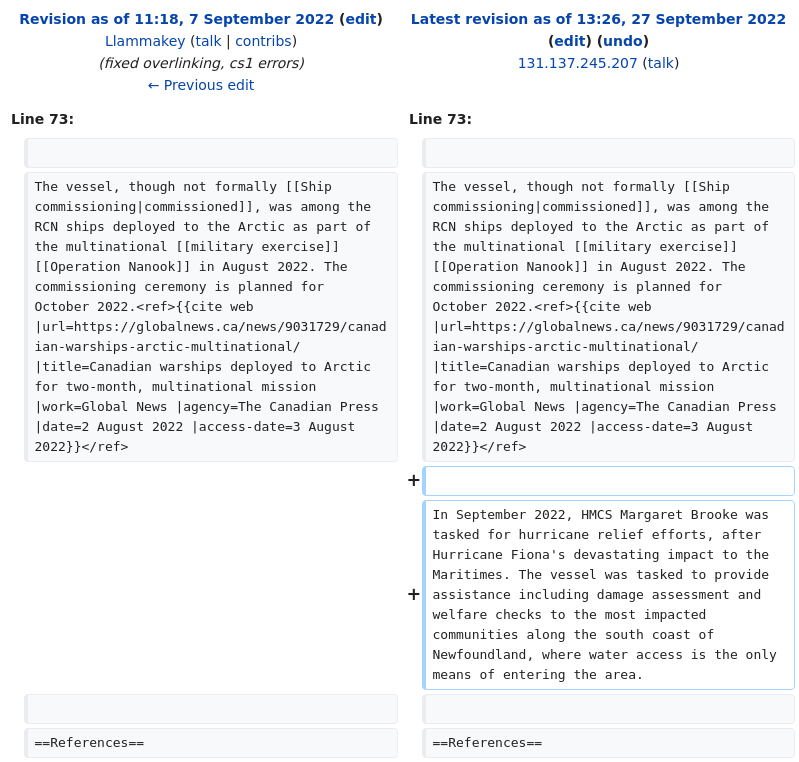 Revision as of 11:18, 7 September 2022 (edit)
Llammakey (talk | contribs)
(fixed overlinking, cs1 errors)
← Previous edit
Latest revision as of 13:26, 27 September 2022
(edit) (undo)
131.137.245.207 (talk)
Line 73:
Line 73:
The vessel, though not formally [[Ship
commissioning|commissioned]], was among the
RCN ships deployed to the Arctic as part of
the multinational [[military exercise]]
[[Operation Nanook]] in August 2022. The
commissioning ceremony is planned for
October 2022.<ref>{{cite web
|url=https://globalnews.ca/news/9031729/canad
ian-warships-arctic-multinational/
|title=Canadian warships deployed to Arctic
for two-month, multinational mission
|work=Global News |agency=The Canadian Press
|date=2 August 2022 |access-date=3 August
2022}}</ref>
The vessel, though not formally [[Ship
commissioning|commissioned]], was among the
RCN ships deployed to the Arctic as part of
the multinational [[military exercise]]
[[Operation Nanook]] in August 2022. The
commissioning ceremony is planned for
October 2022.<ref>{{cite web
|url=https://globalnews.ca/news/9031729/canad
ian-warships-arctic-multinational/
|title=Canadian warships deployed to Arctic
for two-month, multinational mission
|work=Global News |agency=The Canadian Press
|date=2 August 2022 |access-date=3 August
2022}}</ref>
+
+
In September 2022, HMCS Margaret Brooke was
tasked for hurricane relief efforts, after
Hurricane Fiona's devastating impact to the
Maritimes. The vessel was tasked to provide
assistance including damage assessment and
welfare checks to the most impacted
communities along the south coast of
Newfoundland, where water access is the only
means of entering the area.
==References==
==References==